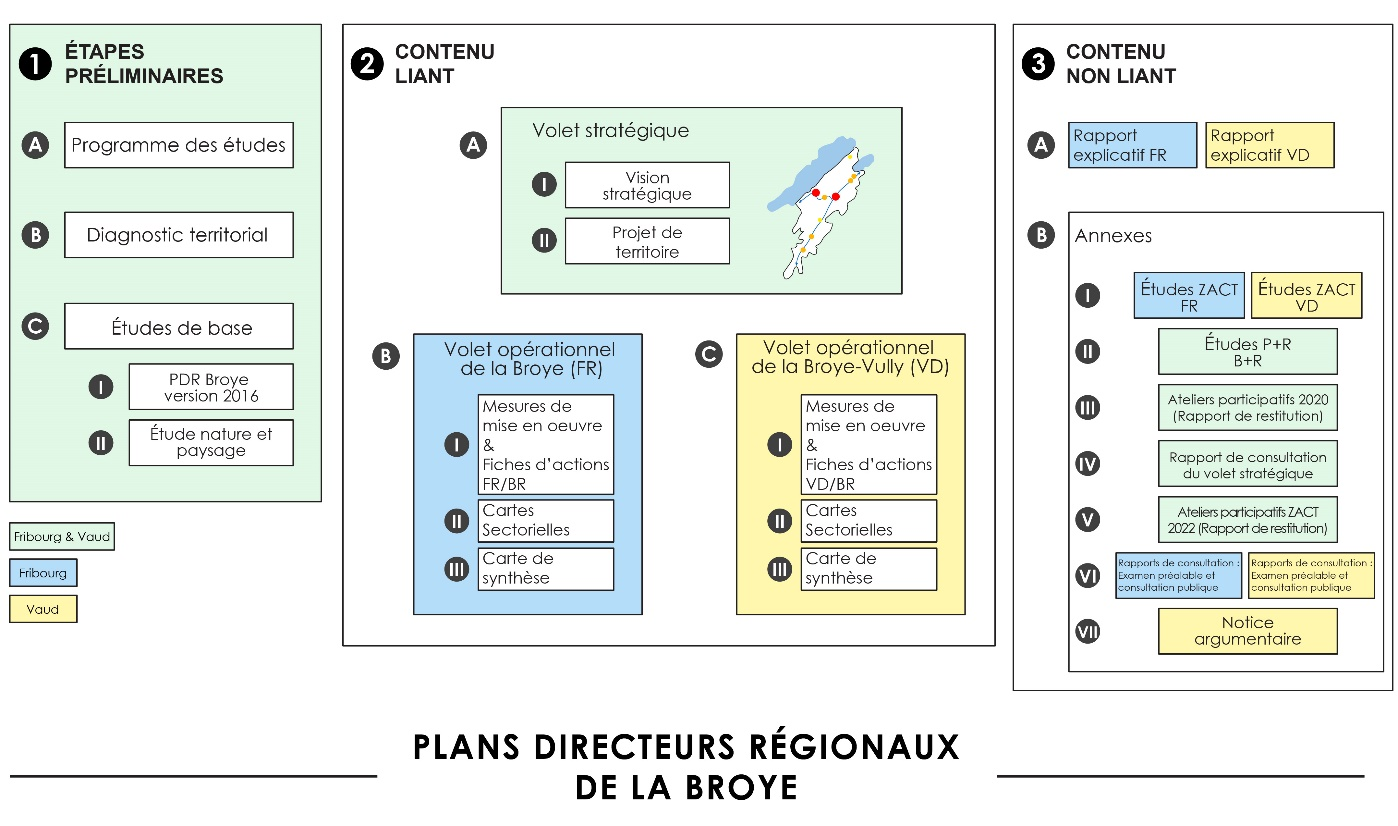 1
ÉTAPES
PRÉLIMINAIRES
A
Programme des études
B
Diagnostic territorial
C
Études de base
I
PDR Broye
version 2016
II
Étude nature et
paysage
Fribourg & Vaud
Fribourg
Vaud
2
CONTENU
LIANT
A
Volet stratégique
I
Vision
stratégique
II
Projet de
territoire
B
Volet opérationnel
de la Broye (FR)
I
Mesures de
mise en oeuvre
&
Fiches d'actions
FR/BR
II
Cartes
Sectorielles
III
Carte de
synthèse
C
Volet opérationnel
de la Broye-Vully (VD)
I
Mesures de
mise en oeuvre
&
Fiches d'actions
VD/BR
II
Cartes
Sectorielles
III
Carte de
synthèse
3
CONTENU
NON LIANT
A
Rapport
explicatif FR
Rapport
explicatif VD
B
Annexes
I
Études ZACT
FR
Études ZACT
VD
II
Études P+R
B+R
III
Ateliers participatifs 2020
(Rapport de restitution)
IV
Rapport de consultation
du volet stratégique
V
Ateliers participatifs ZACT
2022 (Rapport de restitution)
VI
Rapports de consultation :
Examen préalable et
consultation publique
Rapports de consultation :
Examen préalable et
consultation publique
VII
Notice
argumentaire
PLANS DIRECTEURS RÉGIONAUX
DE LA BROYE